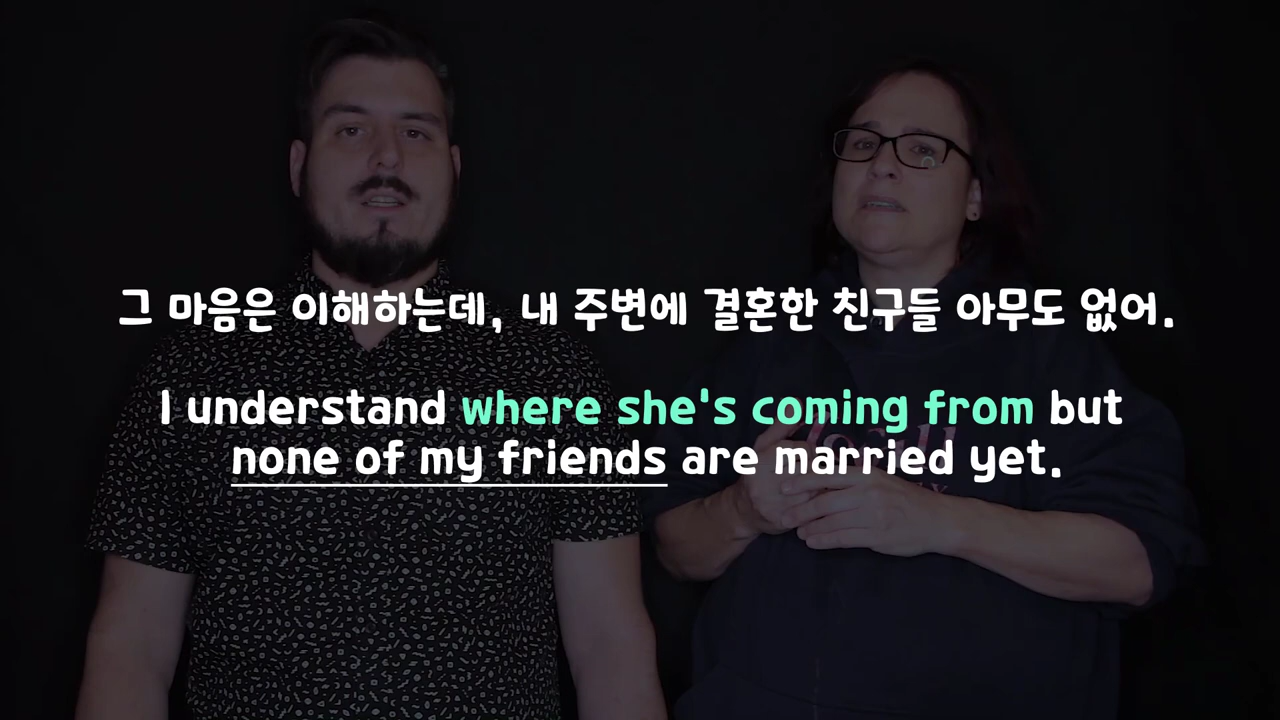 그 마음은 이해하는데, 내 주변에 결혼한 친구들 아무도 없어.
I understand where she's coming from but
none of my friends are married yet.